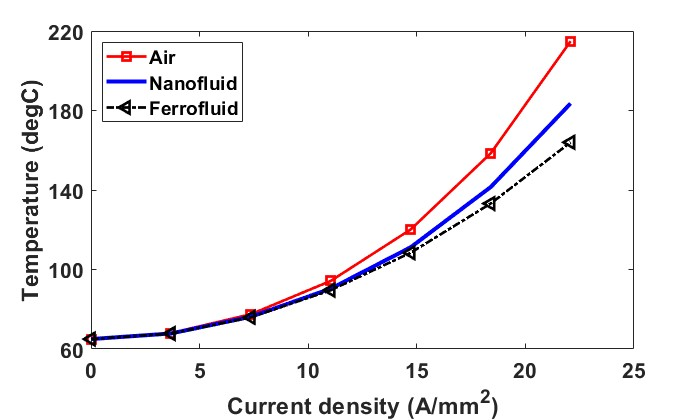 220
180
140
100
60
Temperature (degC)
Air
Nanofluid
Ferrofluid
0 5 10 15 20 25
Current density (A/mm²)